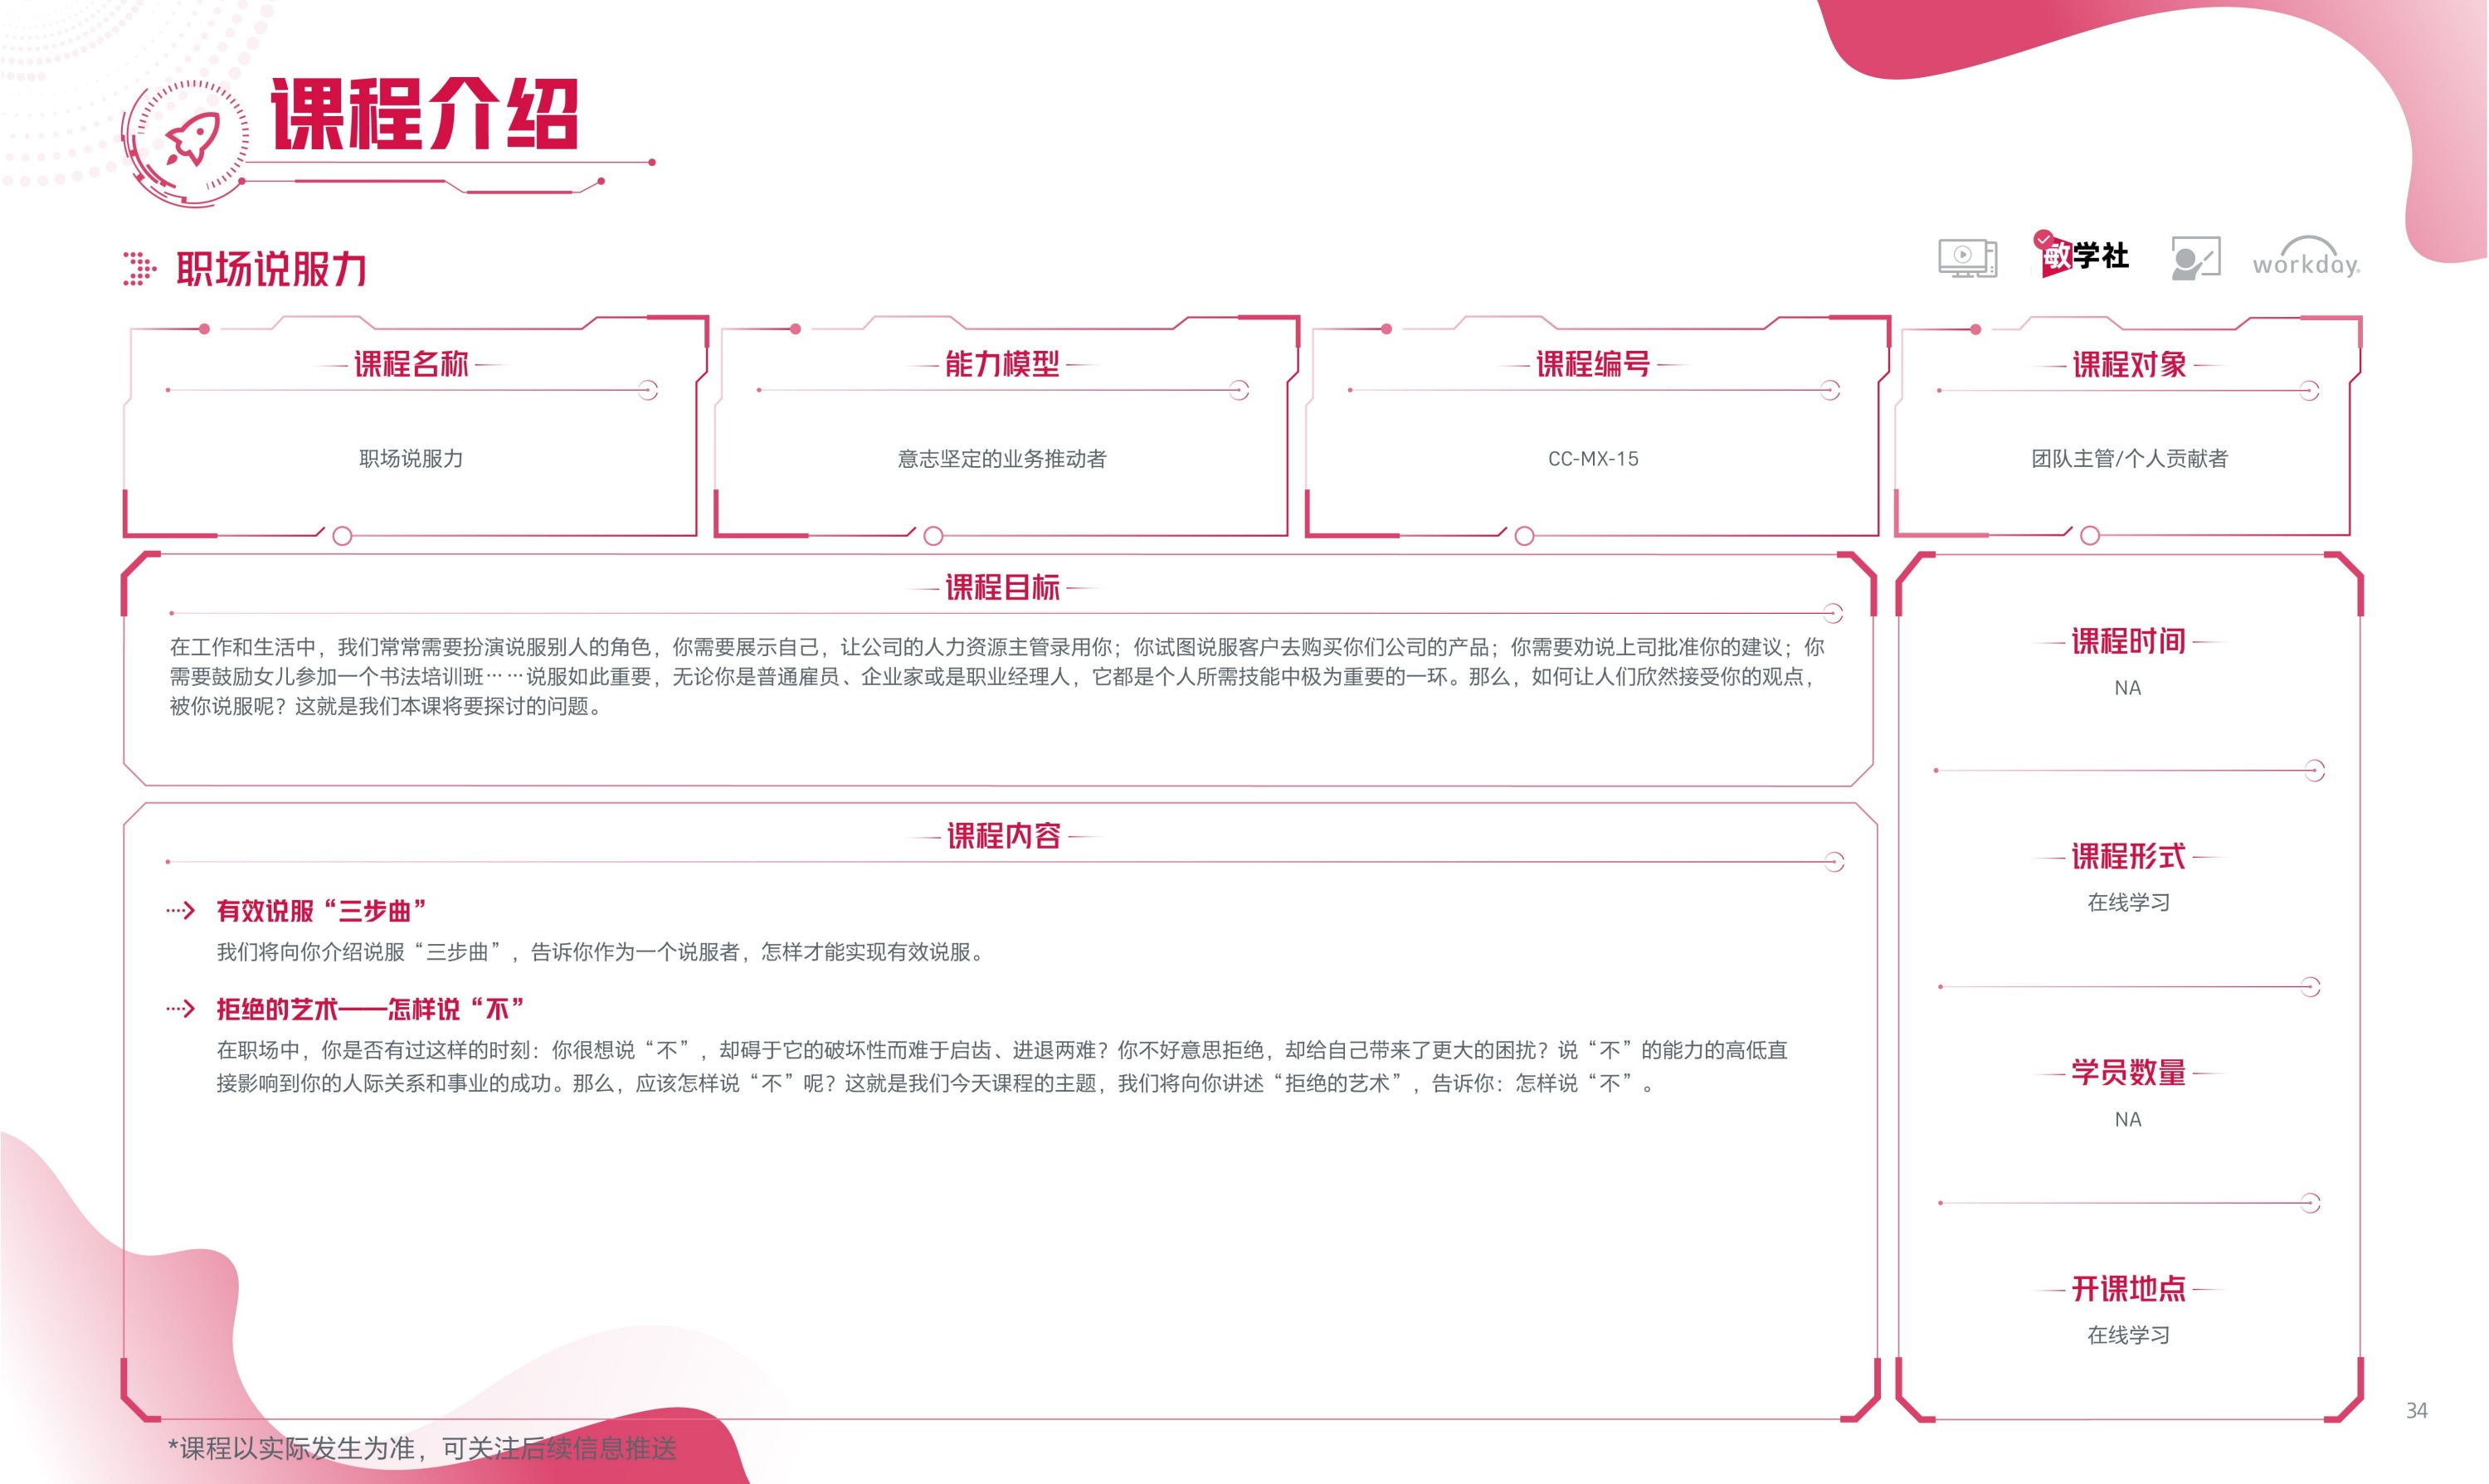 课程介绍
职场说服力
敏学社
workday.
课程名称
职场说服力
能力模型
意志坚定的业务推动者
课程编号
CC-MX-15
课程对象
团队主管/个人贡献者
课程目标
在工作和生活中，我们常常需要扮演说服别人的角色，你需要展示自己，让公司的人力资源主管录用你；你试图说服客户去购买你们公司的产品；你需要劝说上司批准你的建议；你
需要鼓励女儿参加一个书法培训班……说服如此重要，无论你是普通雇员、企业家或是职业经理人，它都是个人所需技能中极为重要的一环。那么，如何让人们欣然接受你的观点，
被你说服呢？这就是我们本课将要探讨的问题。
课程内容
有效说服“三步曲”
我们将向你介绍说服“三步曲”，告诉你作为一个说服者，怎样才能实现有效说服。
拒绝的艺术——怎样说“不”
在职场中，你是否有过这样的时刻：你很想说“不”，却碍于它的破坏性而难于启齿、进退两难？你不好意思拒绝，却给自己带来了更大的困扰？说“不”的能力的高低直
接影响到你的人际关系和事业的成功。那么，应该怎样说“不”呢？这就是我们今天课程的主题，我们将向你讲述“拒绝的艺术”，告诉你：怎样说“不”。
课程时间
NA
课程形式
在线学习
学员数量
NA
开课地点
在线学习
*课程以实际发生为准，可关注后续信息推送
34